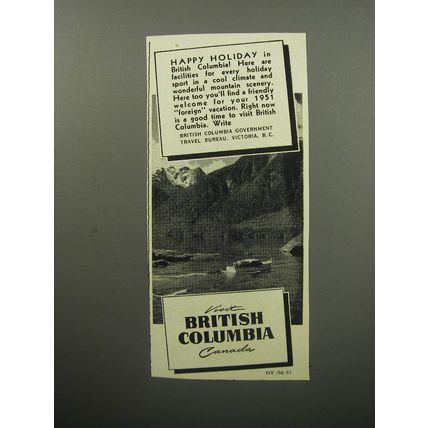 HAPPY HOLIDAY in
British Columbia! Here are
facilities for every holiday
sport in a cool climate and
wonderful mountain scenery.
Here too you'll find a friendly
welcome for your 1951
"foreign" vacation. Right now
is a good time to visit British
Columbia. Write
BRITISH COLUMBIA GOVERNMENT
TRAVEL BUREAU, VICTORIA, B. C.
Visit
BRITISH
COLUMBIA
Canada
NY-56-51